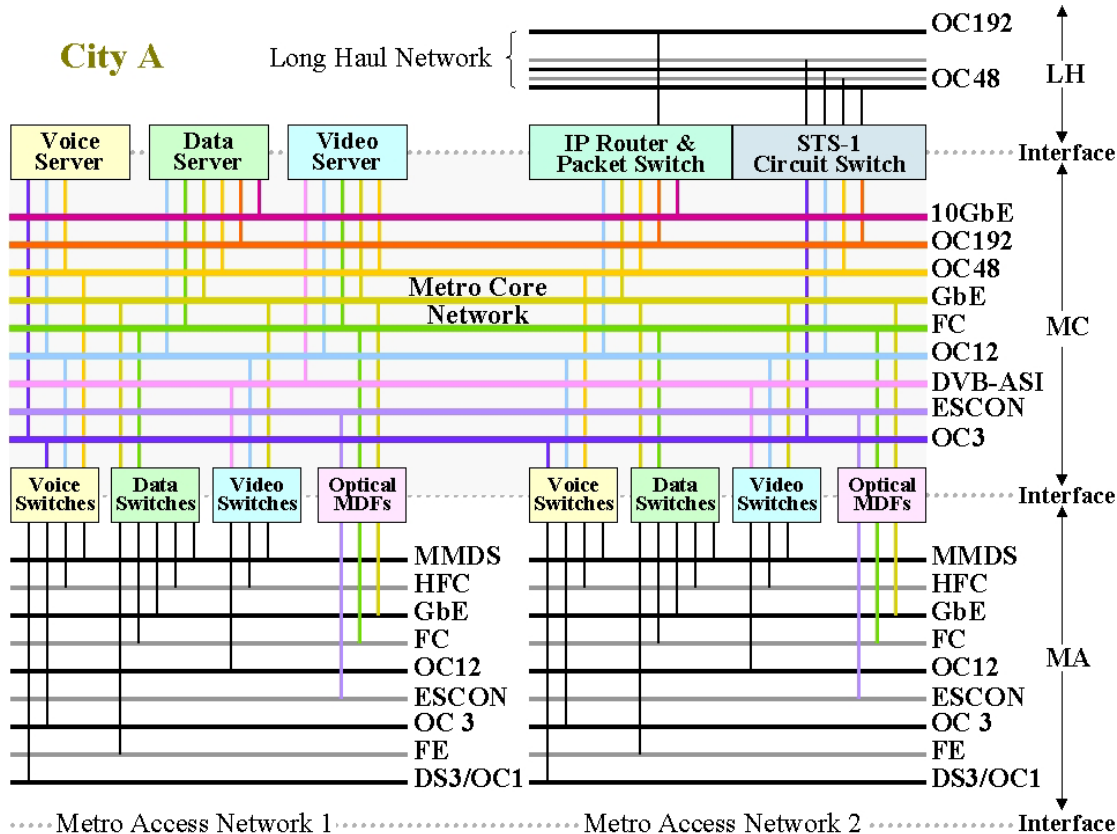 City A
Long Haul Network
OC192
OC48
LH
Voice
Server
Data
Server
Video
Server
IP Router &
Packet Switch
STS-1
Circuit Switch
Interface
10GbE
OC192
OC48
GbE
FC
OC12
DVB-ASI
ESCON
OC3
Metro Core
Network
MC
Voice
Switches
Data
Switches
Video
Switches
Optical
MDFs
Voice
Switches
Data
Switches
Video
Switches
Optical
MDFs
Interface
MMDS
HFC
GbE
FC
OC12
ESCON
OC 3
FE
DS3/OC1
MMDS
HFC
GbE
FC
OC12
ESCON
OC 3
FE
DS3/OC1
MA
Metro Access Network 1
Metro Access Network 2
Interface